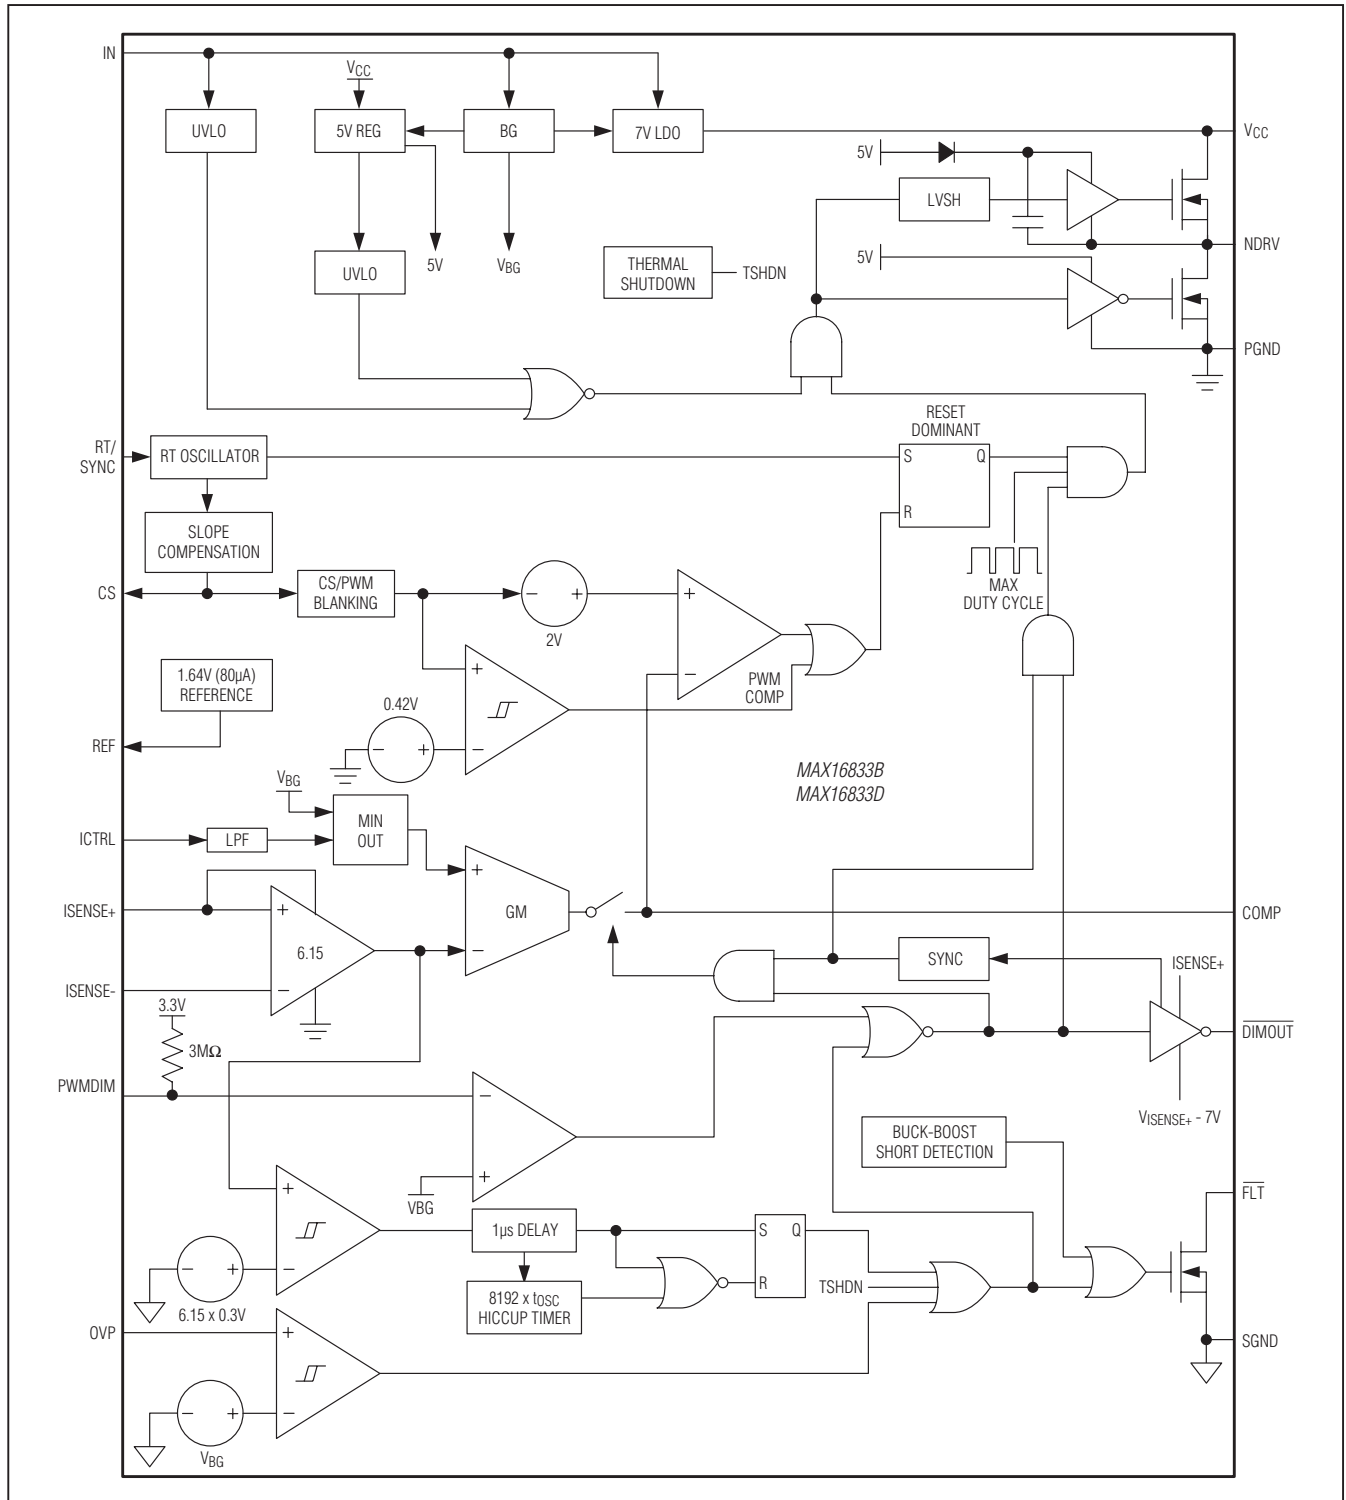 IN
VCC
UVLO
5V REG
BG
7V LDO
VCC
5V
LVSH
NDRV
UVLO
5V
VBG
THERMAL
SHUTDOWN
TSHDN
5V
PGND
RT/
SYNC
RT OSCILLATOR
RESET
DOMINANT
S
Q
R
SLOPE
COMPENSATION
CS
CS/PWM
BLANKING
-
+
2V
+
-
MAX
DUTY CYCLE
1.64V (80µA)
REFERENCE
+
-
PWM
COMP
0.42V
-
+
REF
MAX16833B
MAX16833D
VBG
MIN
OUT
ICTRL
LPF
+
-
GM
ISENSE+
+
6.15
-
COMP
SYNC
ISENSE+
ISENSE-
3.3V
3MΩ
DIMOUT
PWMDIM
-
+
VBG
VISENSE+ - 7V
BUCK-BOOST
SHORT DETECTION
FLT
+
-
1µs DELAY
S
Q
R
8192 x tOSC
HICCUP TIMER
TSHDN
-
+
6.15 x 0.3V
OVP
+
-
SGND
-
+
VBG